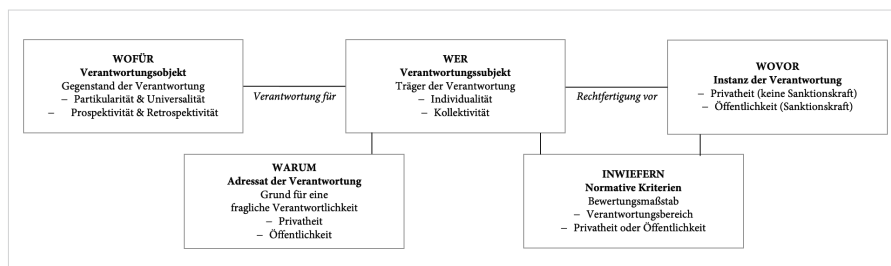 WOFÜR
Verantwortungsobjekt
Gegenstand der Verantwortung
– Partikularität & Universalität
– Prospektivität & Retrospektivität
Verantwortung für
WER
Verantwortungssubjekt
Träger der Verantwortung
– Individualität
– Kollektivität
Rechtfertigung vor
WOVOR
Instanz der Verantwortung
– Privatheit (keine Sanktionskraft)
– Öffentlichkeit (Sanktionskraft)
WARUM
Adressat der Verantwortung
Grund für eine
fragliche Verantwortlichkeit
– Privatheit
– Öffentlichkeit
INWIEFERN
Normative Kriterien
Bewertungsmaßstab
– Verantwortungsbereich
– Privatheit oder Öffentlichkeit